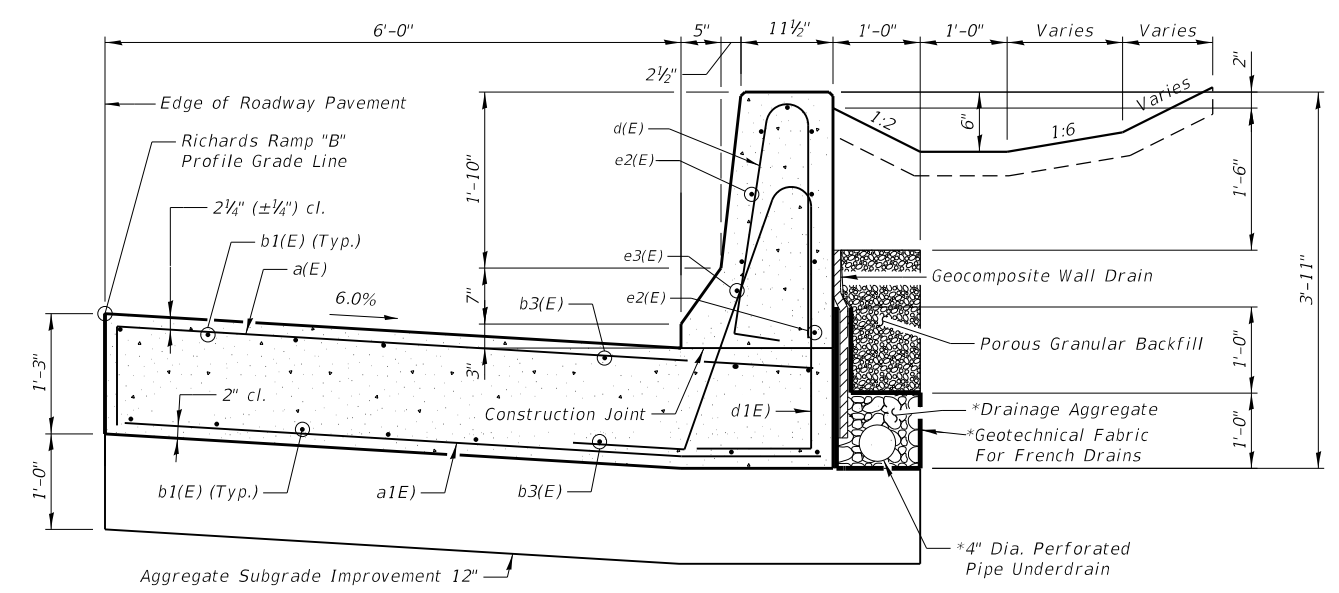 6'-0"
5"
11½"
1'-0"
1'-0"
Varies
Varies
2½"
2"
Edge of Roadway Pavement
Richards Ramp "B"
Profile Grade Line
2¼" (±¼") cl.
b1(E) (Typ.)
a(E)
6.0%
1'-10"
7"
3"
d(E)
e2(E)
e3(E)
e2(E)
b3(E)
1:2
6"
1:6
Varies
1'-6"
3'-11"
Geocomposite Wall Drain
Porous Granular Backfill
1'-0"
1'-0"
1'-3"
2" cl.
Construction Joint
d1E)
*Drainage Aggregate
*Geotechnical Fabric
For French Drains
1'-0"
b1(E) (Typ.)
a1E)
b3(E)
*4" Dia. Perforated
Pipe Underdrain
Aggregate Subgrade Improvement 12"